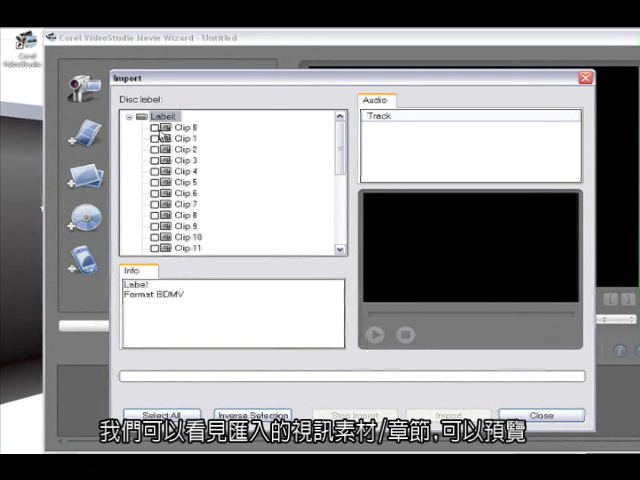 Corel VideoStudio Movie Wizard - Untitled
Corel
VideoStudio
Import
Disc label:
Label:
Clip 0
Clip 1
Clip 2
Clip 3
Clip 4
Clip 5
Clip 6
Clip 7
Clip 8
Clip 9
Clip 10
Clip 11
Audio
Track
Info
Label:
Format: BDMV
Select All
Inverse Selection
Stop Import
Import
Close
我們可以看見匯入的視訊素材/章節,可以預覽